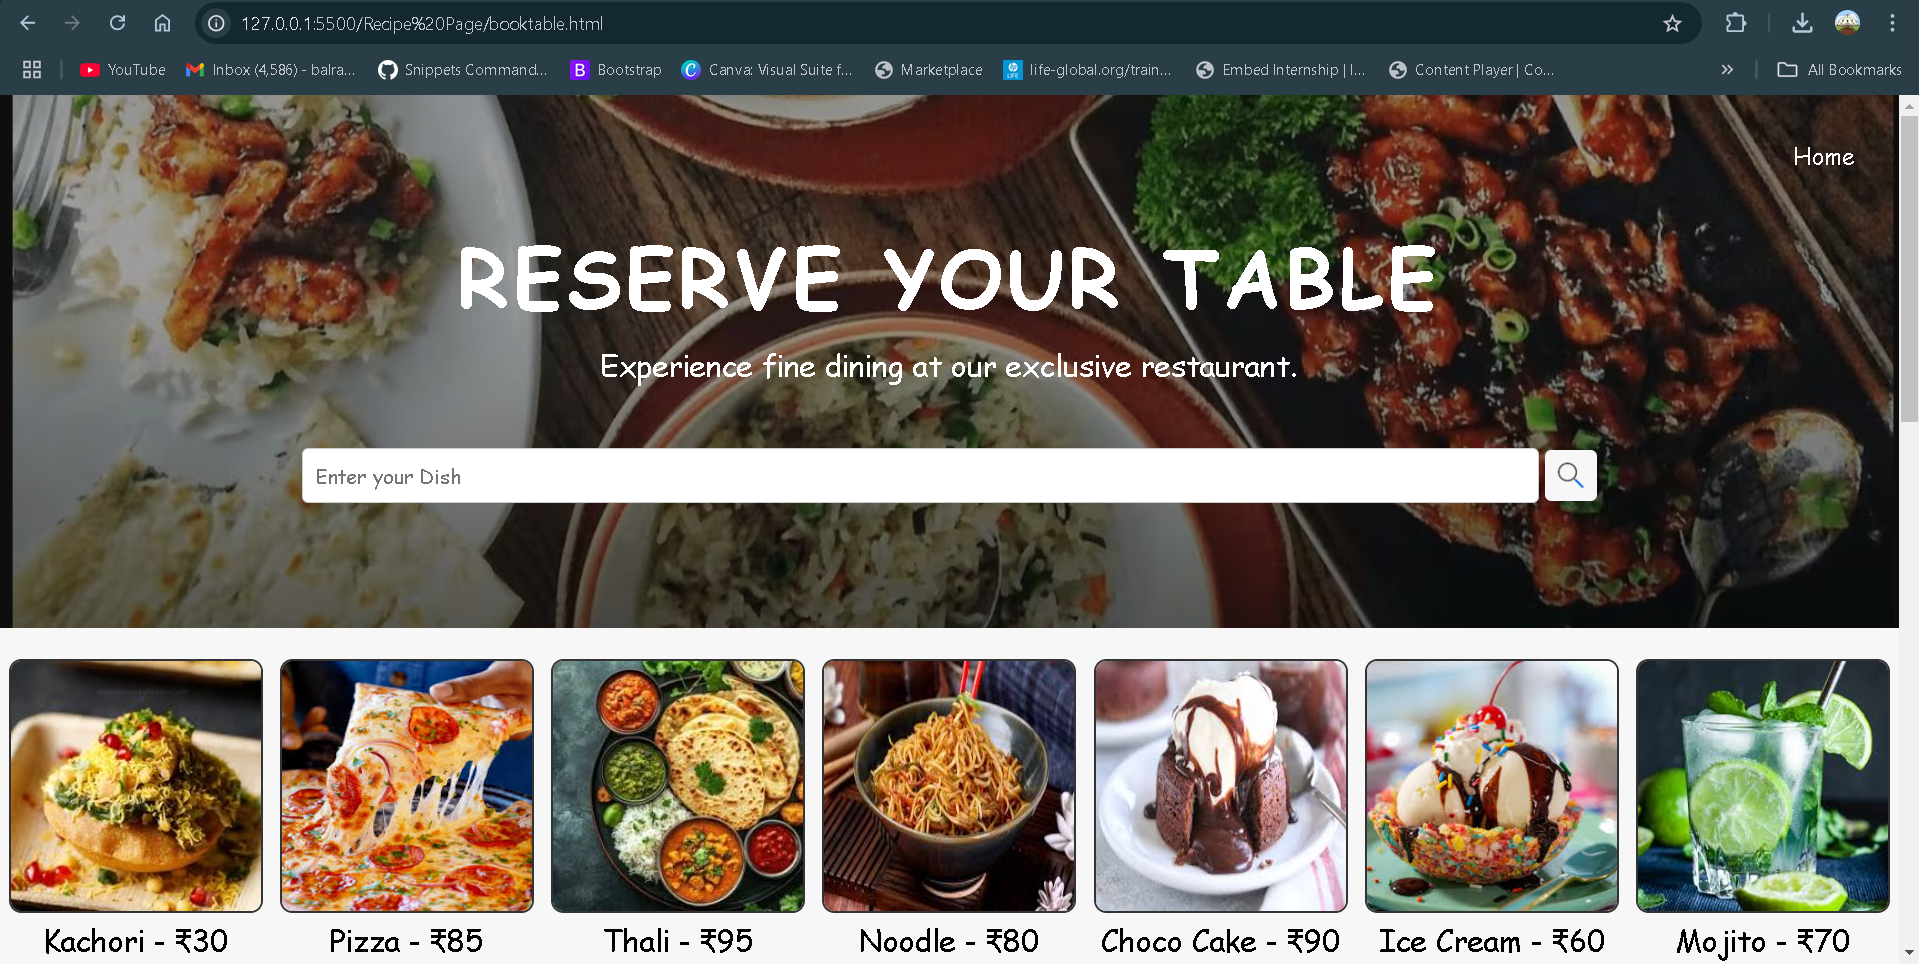 127.0.0.1:5500/Recipe%20Page/booktable.html
YouTube
Inbox (4,586) - balra...
Snippets Command...
Bootstrap
Canva: Visual Suite f...
Marketplace
life-global.org/train...
Embed Internship | I...
Content Player | Co...
All Bookmarks
Home
RESERVE YOUR TABLE
Experience fine dining at our exclusive restaurant.
Enter your Dish
Kachori - ₹30
Pizza - ₹85
Thali - ₹95
Noodle - ₹80
Choco Cake - ₹90
Ice Cream - ₹60
Mojito - ₹70